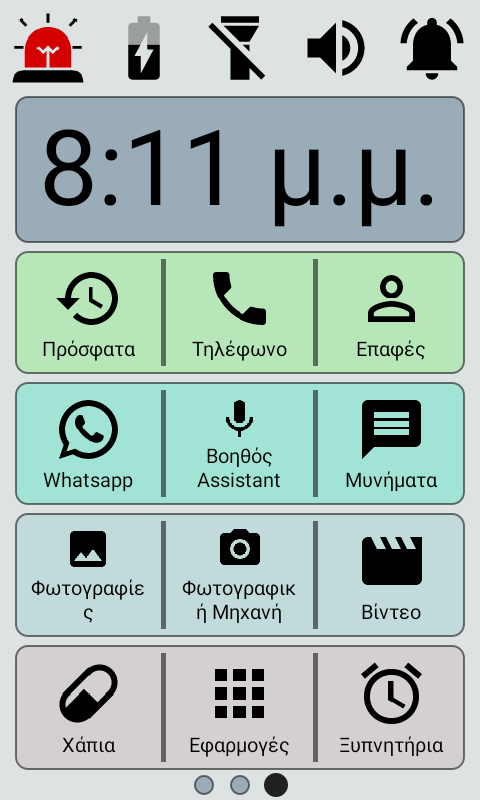 8:11 μ.μ.
Πρόσφατα
Τηλέφωνο
Επαφές
Whatsapp
Βοηθός
Assistant
Μυνήματα
Φωτογραφίε
ς
Φωτογραφικ
ή Μηχανή
Βίντεο
Χάπια
Εφαρμογές
Ξυπνητήρια